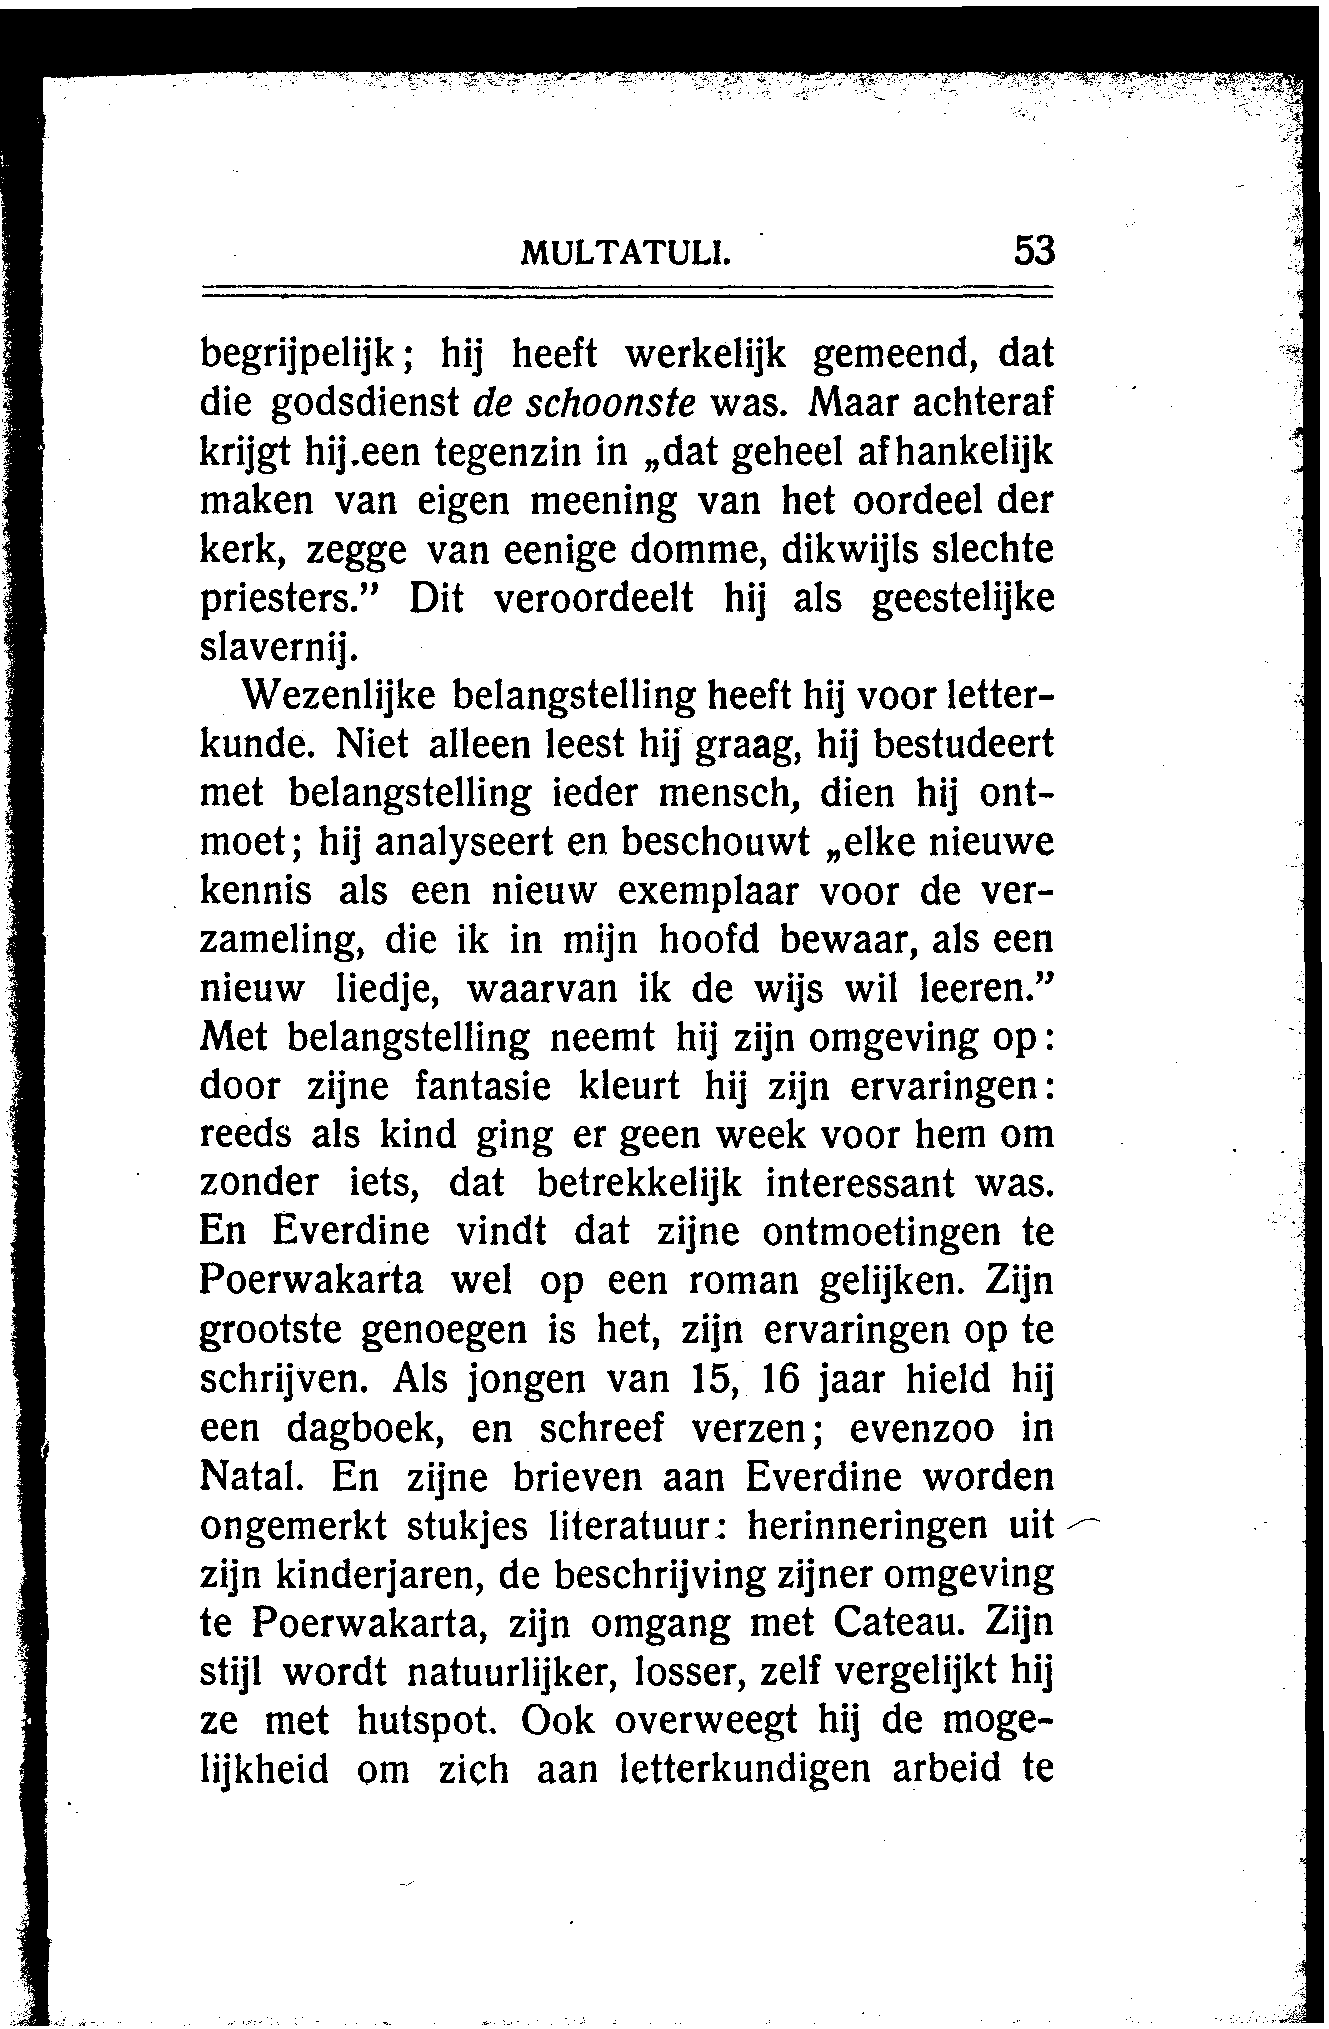 MULTATULI. 53
begrijpelijk; hij heeft werkelijk gemeend, dat
die godsdienst de schoonste was. Maar achteraf
krijgt hij een tegenzin in „dat geheel afhankelijk
maken van eigen meening van het oordeel der
kerk, zegge van eenige domme, dikwijls slechte
priesters.” Dit veroordeelt hij als geestelijke
slavernij.
Wezenlijke belangstelling heeft hij voor letter-
kunde. Niet alleen leest hij graag, hij bestudeert
met belangstelling ieder mensch, dien hij ont-
moet; hij analyseert en beschouwt „elke nieuwe
kennis als een nieuw exemplaar voor de ver-
zameling, die ik in mijn hoofd bewaar, als een
nieuw liedje, waarvan ik de wijs wil leeren.”
Met belangstelling neemt hij zijn omgeving op:
door zijne fantasie kleurt hij zijn ervaringen:
reeds als kind ging er geen week voor hem om
zonder iets, dat betrekkelijk interessant was.
En Everdine vindt dat zijne ontmoetingen te
Poerwakarta wel op een roman gelijken. Zijn
grootste genoegen is het, zijn ervaringen op te
schrijven. Als jongen van 15, 16 jaar hield hij
een dagboek, en schreef verzen; evenzoo in
Natal. En zijne brieven aan Everdine worden
ongemerkt stukjes literatuur: herinneringen uit
zijn kinderjaren, de beschrijving zijner omgeving
te Poerwakarta, zijn omgang met Cateau. Zijn
stijl wordt natuurlijker, losser, zelf vergelijkt hij
ze met hutspot. Ook overweegt hij de moge-
lijkheid om zich aan letterkundigen arbeid te